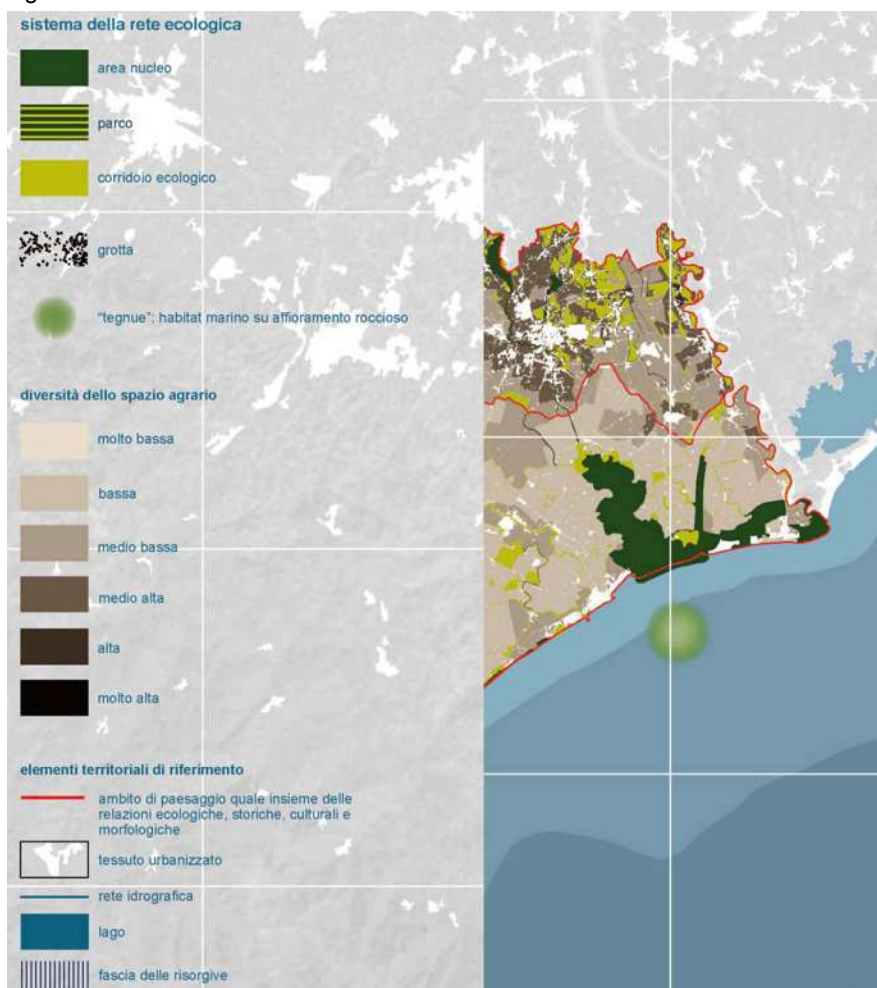 sistema della rete ecologica
area nucleo
parco
corridoio ecologico
grotta
"tegnue": habitat marino su affioramento roccioso
diversità dello spazio agrario
molto bassa
bassa
medio bassa
medio alta
alta
molto alta
elementi territoriali di riferimento
ambito di paesaggio quale insieme delle
relazioni ecologiche, storiche, culturali e
morfologiche
tessuto urbanizzato
rete idrografica
lago
fascia delle risorgive